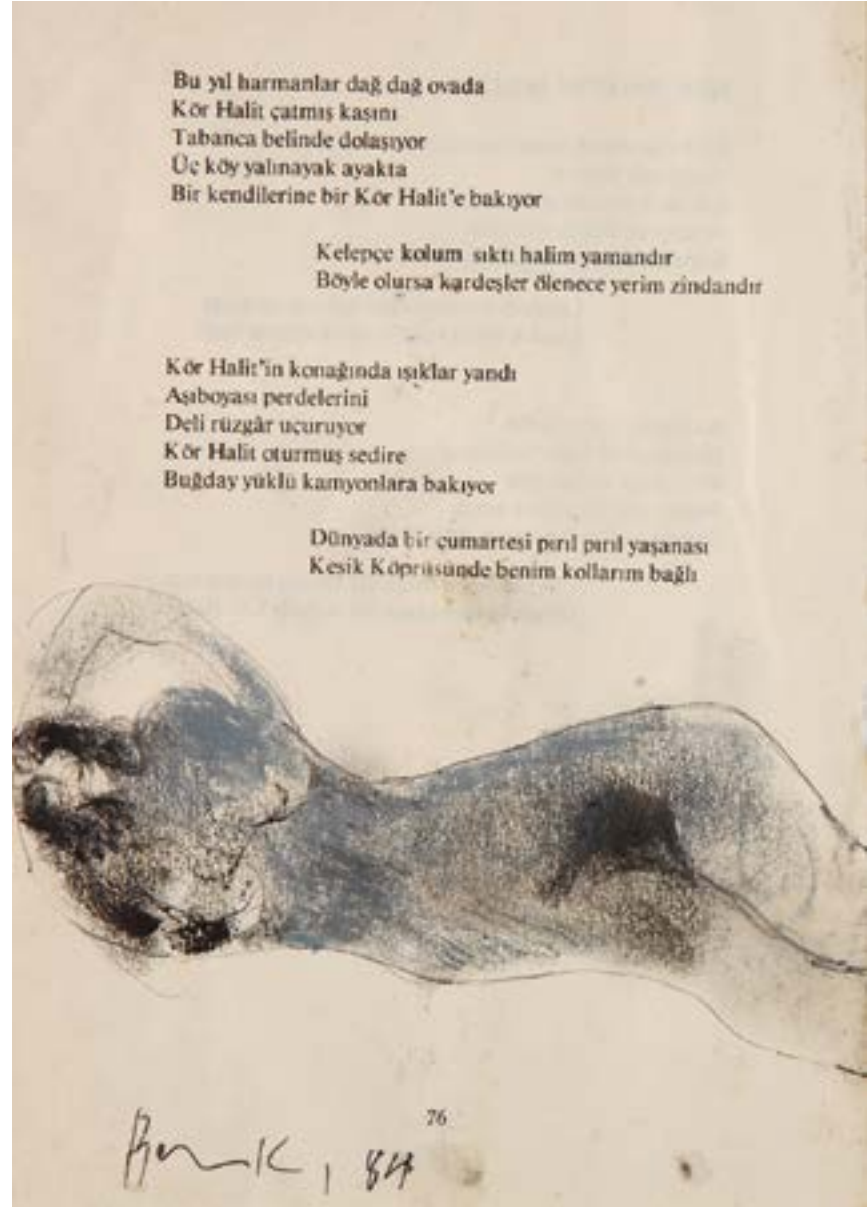 Bu yıl harmanlar dağ dağ ovada
Kör Halit çatmış kaşını
Tabanca belinde dolaşıyor
Üç köy yalınayak ayakta
Bir kendilerine bir Kör Halit'e bakıyor
Kelepçe kolum sıktı halim yamandır
Böyle olursa kardeşler ölenece yerim zindandır
Kör Halit'in konağında ışıklar yandı
Aşıboyası perdelerini
Deli rüzgâr uçuruyor
Kör Halit oturmuş sedire
Buğday yüklü kamyonlara bakıyor
Dünyada bir cumartesi pırıl pırıl yaşanası
Kesik Köprüsünde benim kollarım bağlı
76
, 84